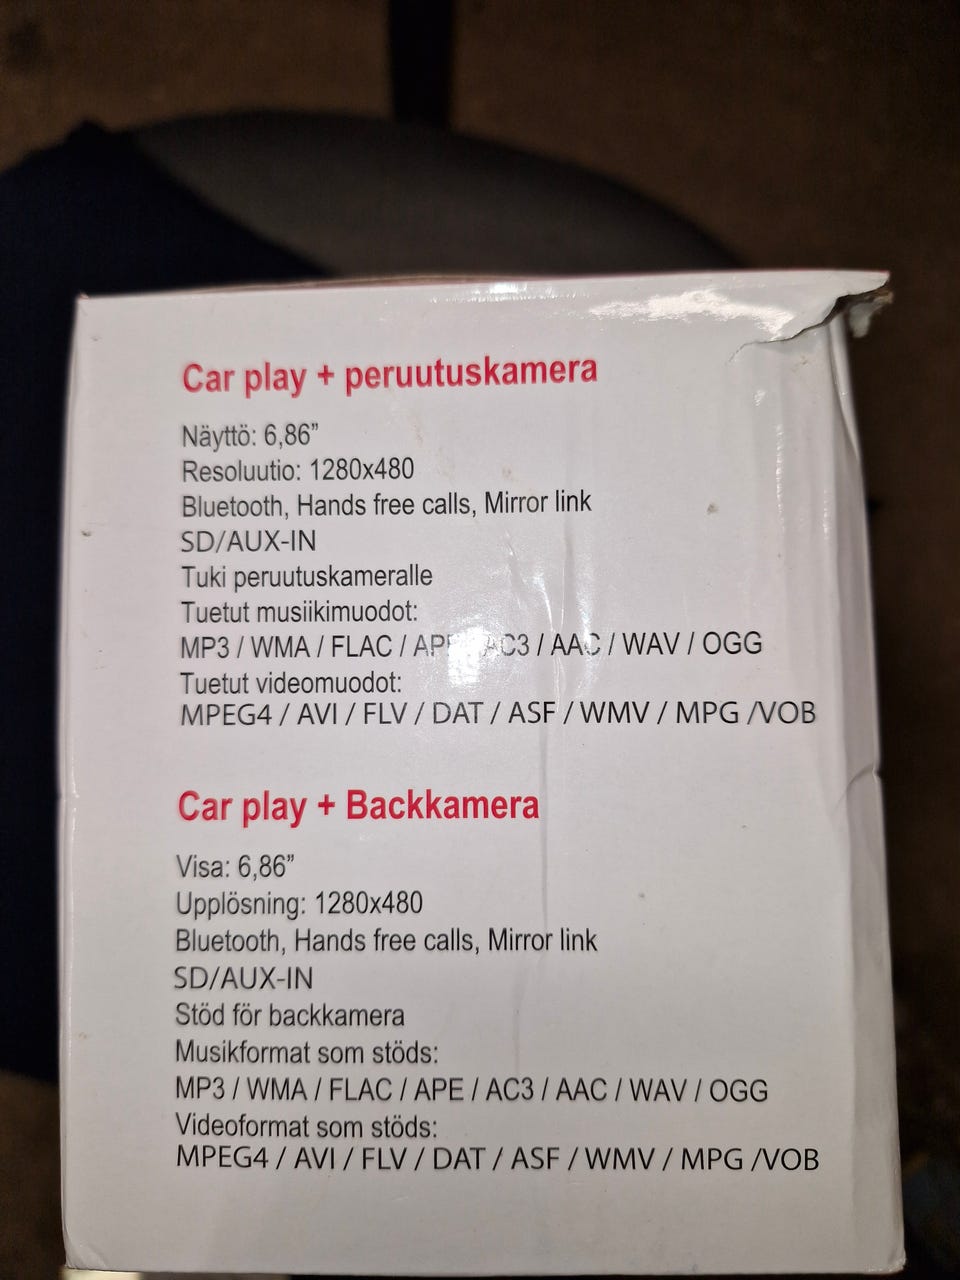 Car play + peruutuskamera
Näyttö: 6,86”
Resoluutio: 1280x480
Bluetooth, Hands free calls, Mirror link
SD/AUX-IN
Tuki peruutuskameralle
Tuetut musiikimuodot:
MP3 / WMA / FLAC / APE / AC3 / AAC / WAV / OGG
Tuetut videomuodot:
MPEG4 / AVI / FLV / DAT / ASF / WMV / MPG /VOB
Car play + Backkamera
Visa: 6,86”
Upplösning: 1280x480
Bluetooth, Hands free calls, Mirror link
SD/AUX-IN
Stöd för backkamera
Musikformat som stöds:
MP3 / WMA / FLAC / APE / AC3 / AAC / WAV / OGG
Videoformat som stöds:
MPEG4 / AVI / FLV / DAT / ASF / WMV / MPG /VOB